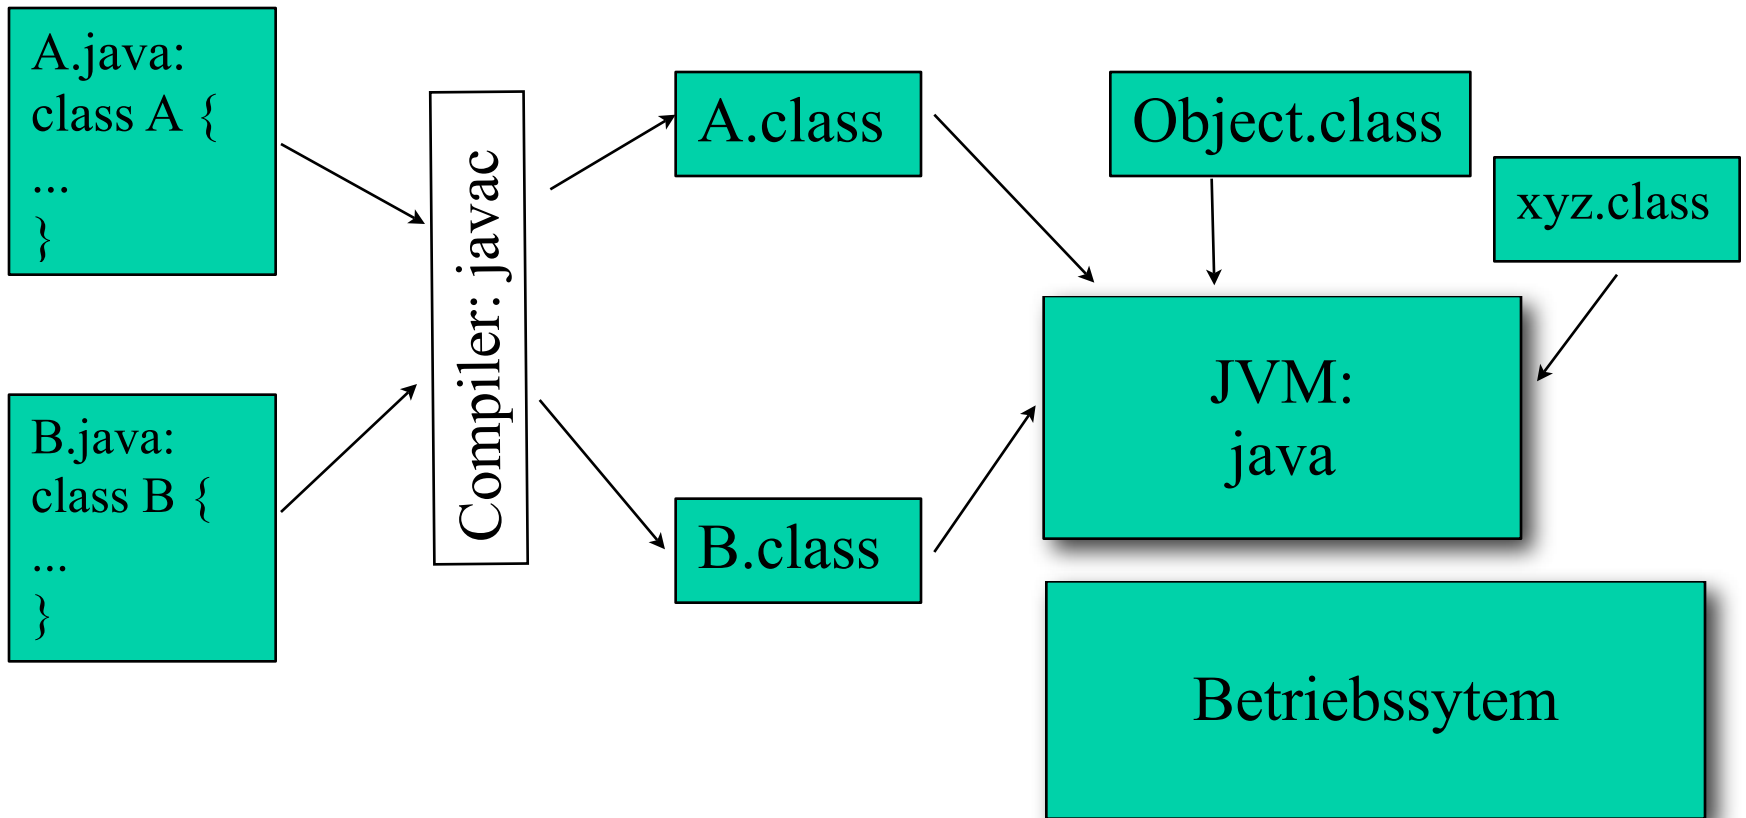 A.java:
class A {
...
}
B.java:
class B {
...
}
Compiler: javac
A.class
B.class
Object.class
xyz.class
JVM:
java
Betriebssytem